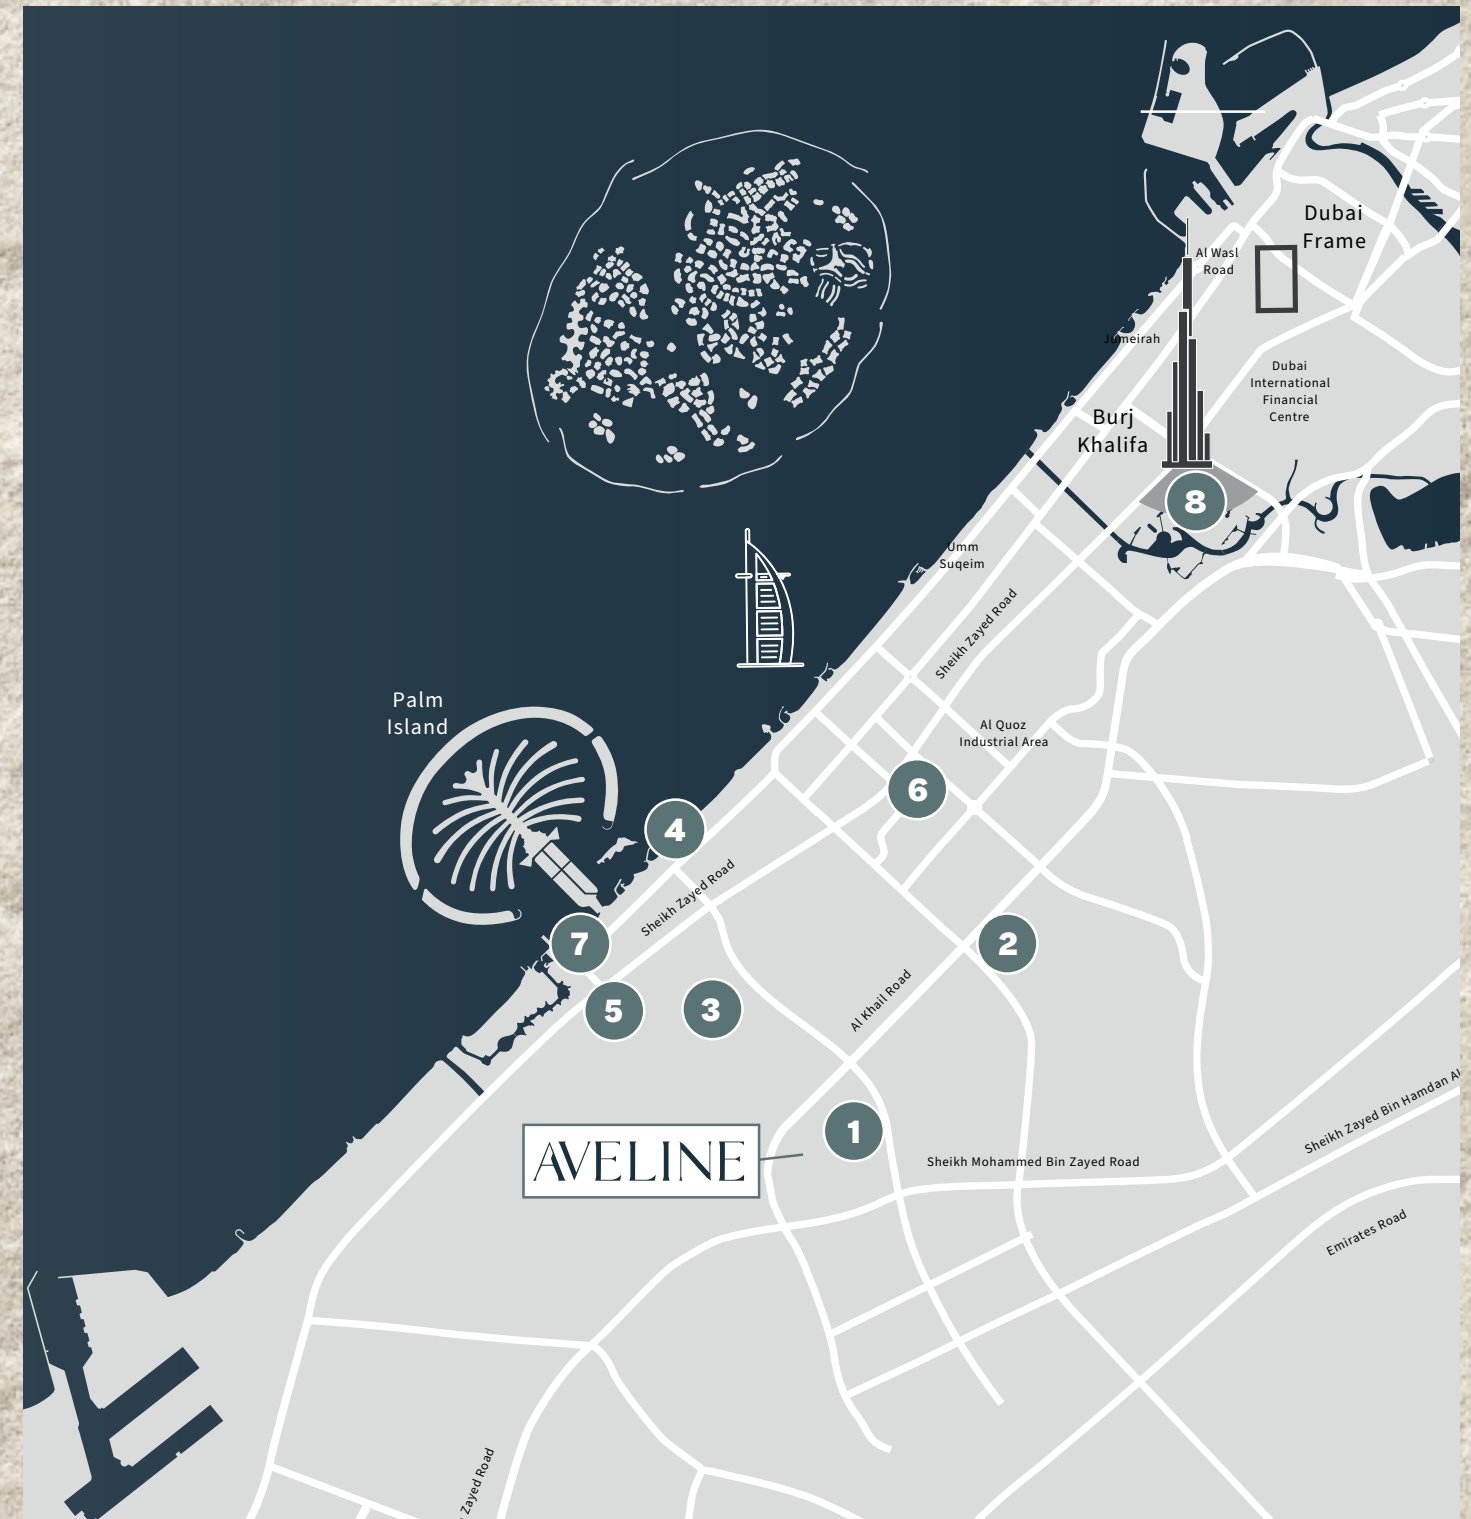 Dubai
Frame
Al Wasl
Road
Jumeirah
Dubai
International
Financial
Centre
Burj
Khalifa
8
Umm
Suqeim
Sheikh Zayed Road
Palm
Island
Al Quoz
Industrial Area
6
4
Sheikh Zayed Road
7
2
5
3
Al Khail Road
1
AVELINE
Sheikh Mohammed Bin Zayed Road
Sheikh Zayed Bin Hamdan Al
Emirates Road
Zayed Road